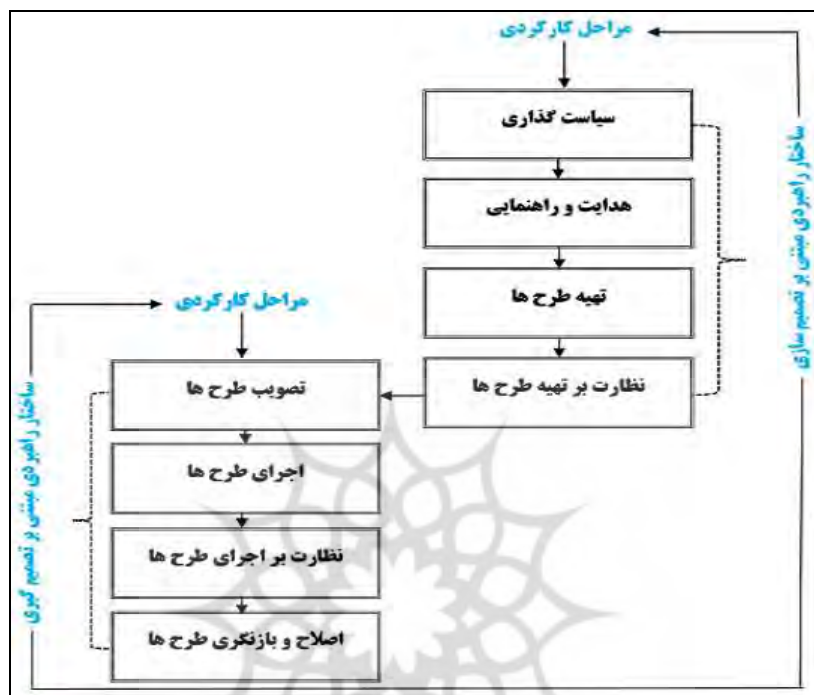 مراحل کارکردی
سیاست گذاری
هدایت و راهنمایی
تهیه طرح ها
نظارت بر تهیه طرح ها
ساختار راهبردی مبتنی بر تصمیم سازی
مراحل کارکردی
تصویب طرح ها
اجرای طرح ها
نظارت بر اجرای طرح ها
اصلاح و بازنگری طرح ها
ساختار راهبردی مبتنی بر تصمیم گیری